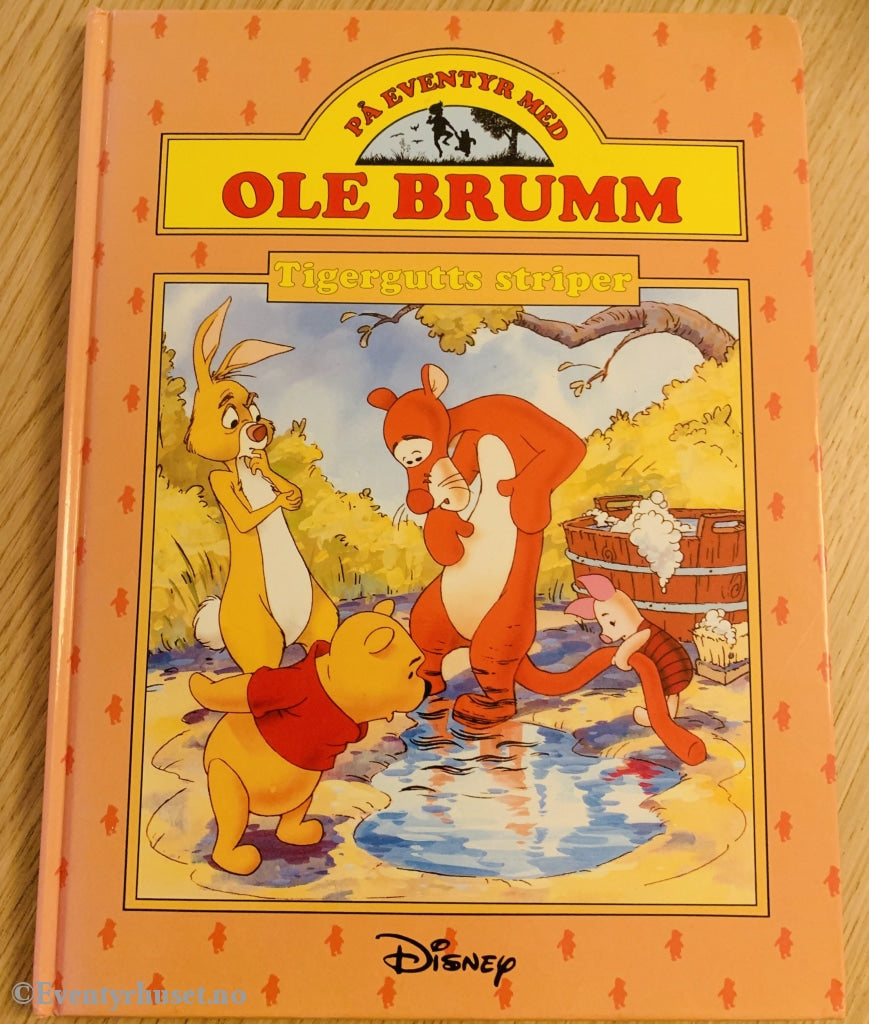 PÅ EVENTYR MED
OLE BRUMM
Tigergutts striper
Disney
©Eventyrhuset.no